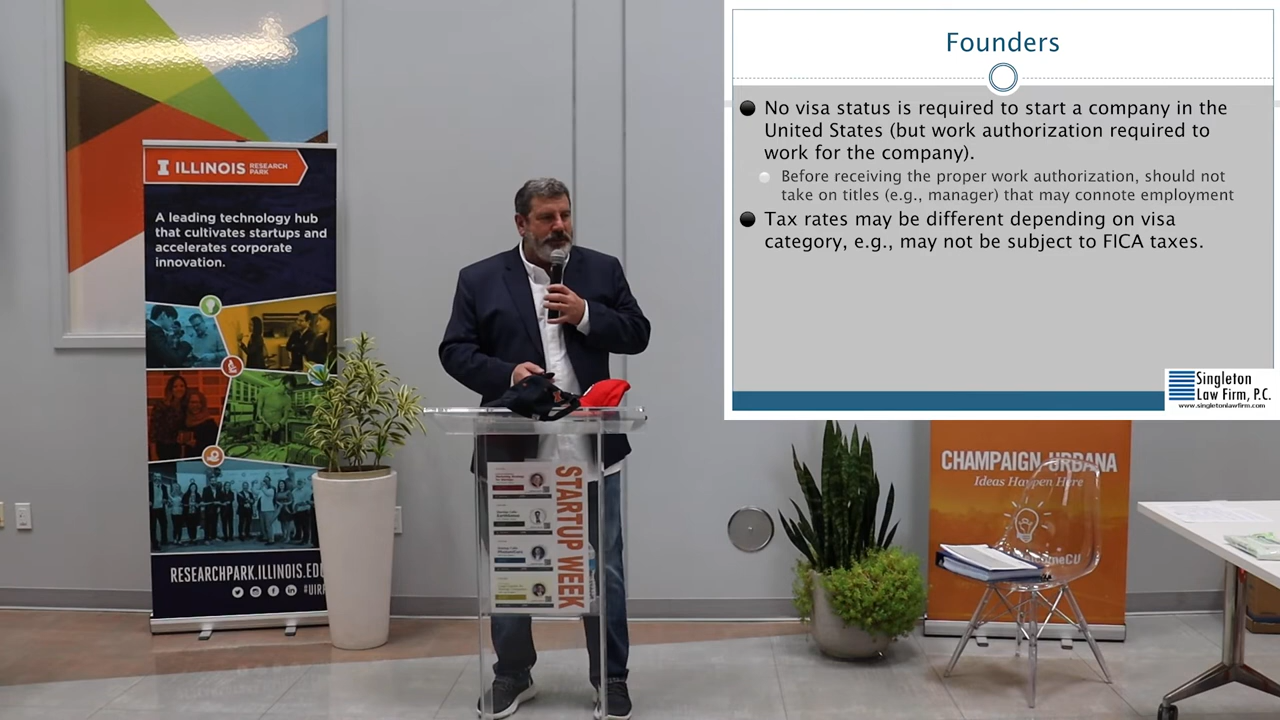 Founders
No visa status is required to start a company in the
United States (but work authorization required to
work for the company).
Before receiving the proper work authorization, should not
take on titles (e.g., manager) that may connote employment
Tax rates may be different depending on visa
category, e.g., may not be subject to FICA taxes.
Singleton
Law Firm, P.C.
www.singletonlawfirm.com
ILLINOIS RESEARCH
PARK
A leading technology hub
that cultivates startups and
accelerates corporate
innovation.
RESEARCHPARK.ILLINOIS.EDU
STARTUP WEEK
CHAMPAIGN URBANA
Ideas Happen Here